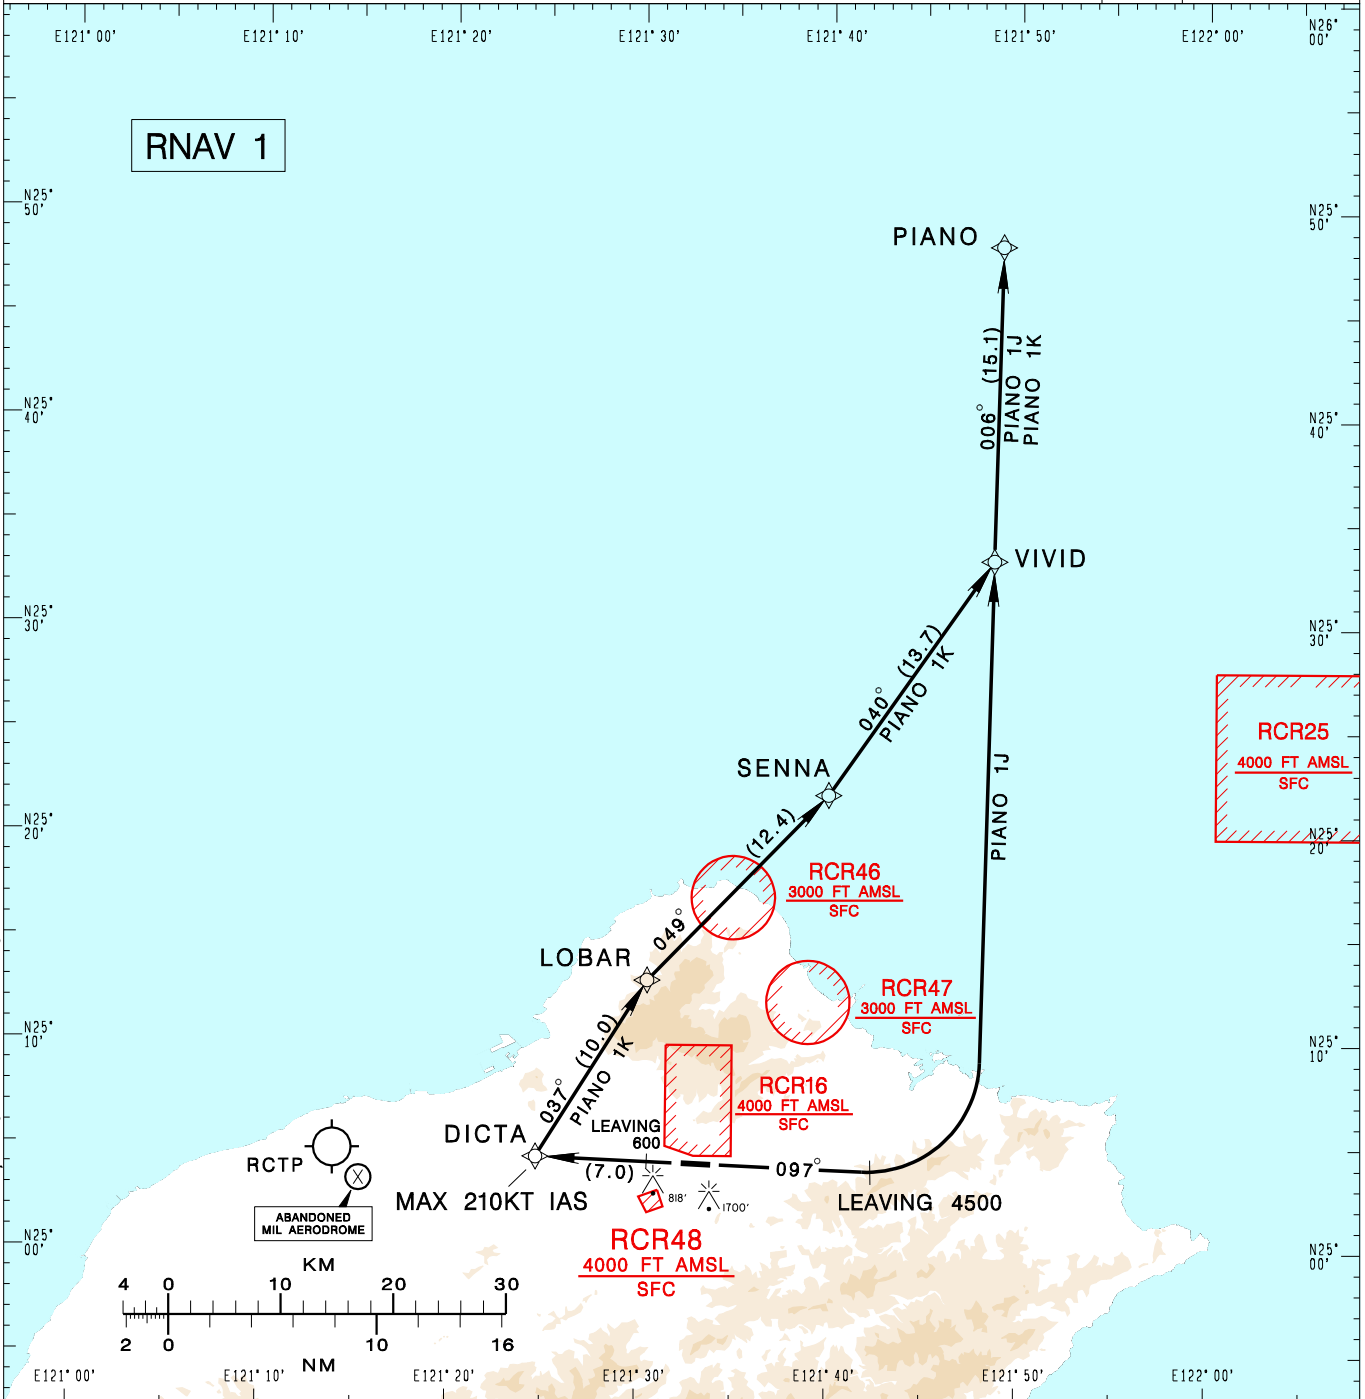 E121° 00'
E121° 10'
E121° 20'
E121° 30'
E121° 40'
E121° 50'
E122° 00'
N26°
00'
RNAV 1
N25°
50'
N25°
50'
PIANO
006° (15.1)
PIANO 1J
PIANO 1K
N25°
40'
N25°
40'
VIVID
N25°
30'
N25°
30'
040° (13.7)
PIANO 1K
RCR25
4000 FT AMSL
SFC
SENNA
PIANO 1J
N25°
20'
N25°
20'
049° (12.4)
RCR46
3000 FT AMSL
SFC
LOBAR
RCR47
3000 FT AMSL
SFC
N25°
10'
N25°
10'
037° (10.0)
PIANO 1K
RCR16
4000 FT AMSL
SFC
LEAVING
600
DICTA
RCTP
(7.0)
097°
MAX 210KT IAS
818'
1700'
LEAVING 4500
ABANDONED
MIL AERODROME
RCR48
4000 FT AMSL
SFC
N25°
00'
N25°
00'
KM
4 0 10 20 30
2 0 10 16
NM
E121° 00'
E121° 10'
E121° 20'
E121° 30'
E121° 40'
E121° 50'
E122° 00'